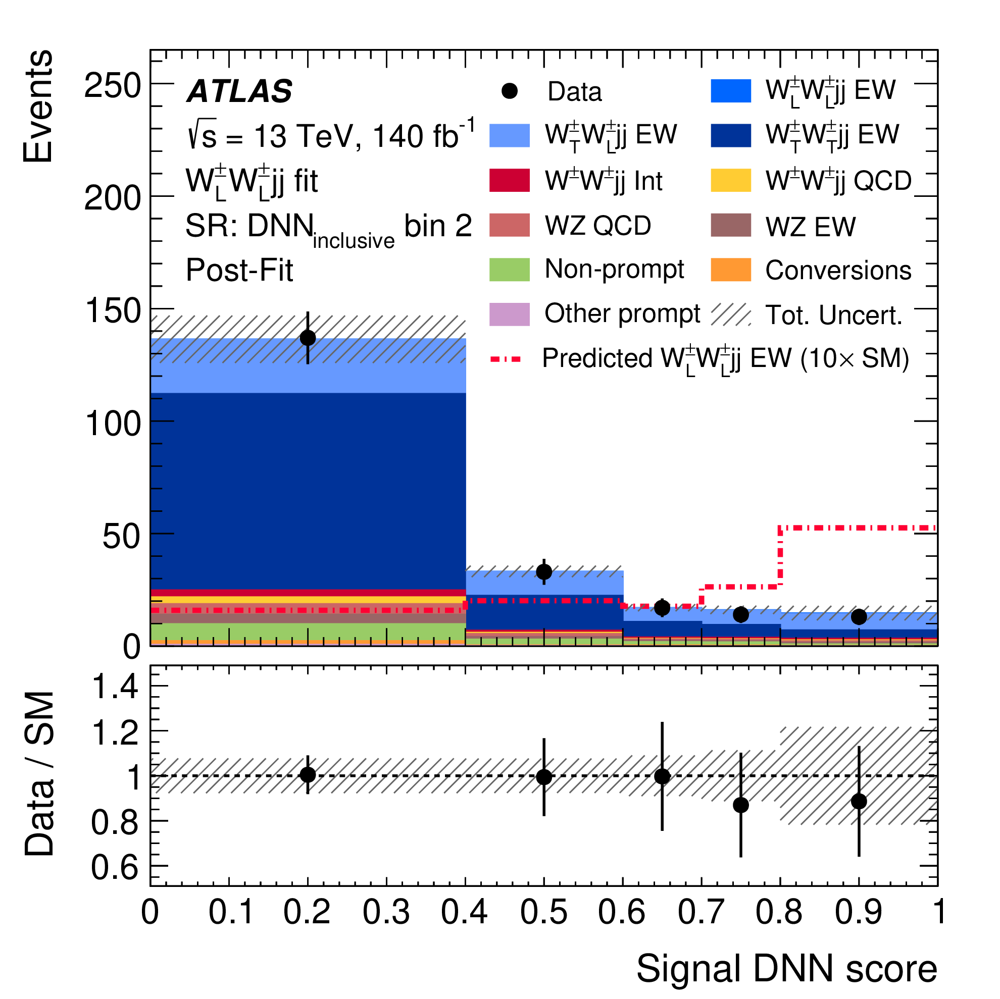 Events
250
200
150
100
50
0
ATLAS
√s = 13 TeV, 140 fb⁻¹
W±LW±Ljj fit
SR: DNNinclusive bin 2
Post-Fit
Data
W±LW±Ljj EW
W±TW±Ljj EW
W±TW±Tjj EW
W±W±jj Int
W±W±jj QCD
WZ QCD
WZ EW
Non-prompt
Conversions
Other prompt
Tot. Uncert.
Predicted W±LW±Ljj EW (10× SM)
Data / SM
1.4
1.2
1
0.8
0.6
0 0.1 0.2 0.3 0.4 0.5 0.6 0.7 0.8 0.9 1
Signal DNN score